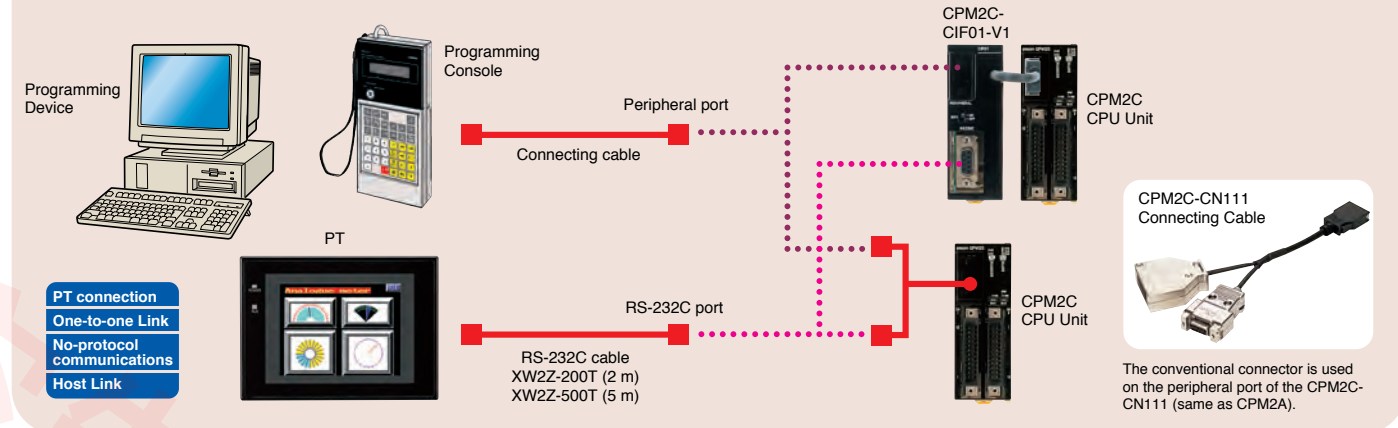 Programming
Device
Programming
Console
Peripheral port
Connecting cable
CPM2C-
CIF01-V1
CPM2C
CPU Unit
PT
PT connection
One-to-one Link
No-protocol
communications
Host Link
RS-232C port
RS-232C cable
XW2Z-200T (2 m)
XW2Z-500T (5 m)
CPM2C
CPU Unit
CPM2C-CN111
Connecting Cable
The conventional connector is used
on the peripheral port of the CPM2C-
CN111 (same as CPM2A).